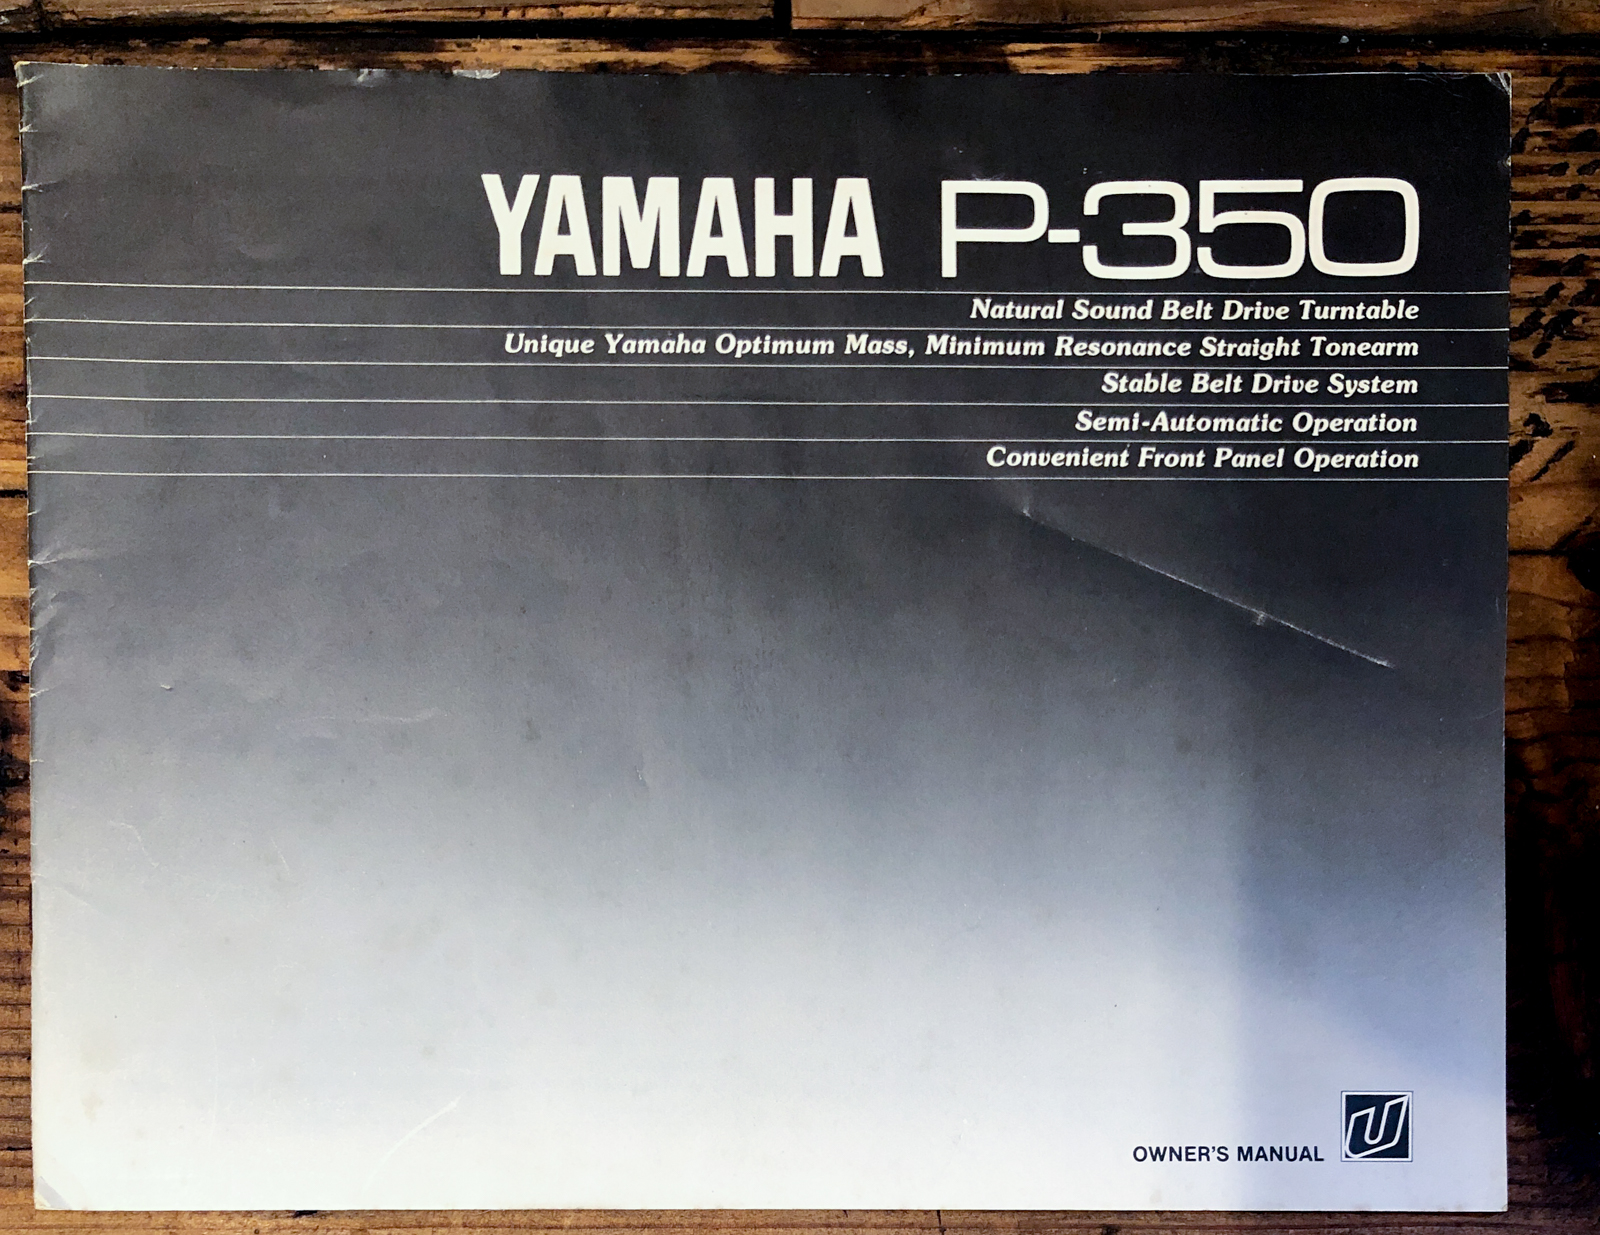 YAMAHA P-350
Natural Sound Belt Drive Turntable
Unique Yamaha Optimum Mass, Minimum Resonance Straight Tonearm
Stable Belt Drive System
Semi-Automatic Operation
Convenient Front Panel Operation
OWNER'S MANUAL U